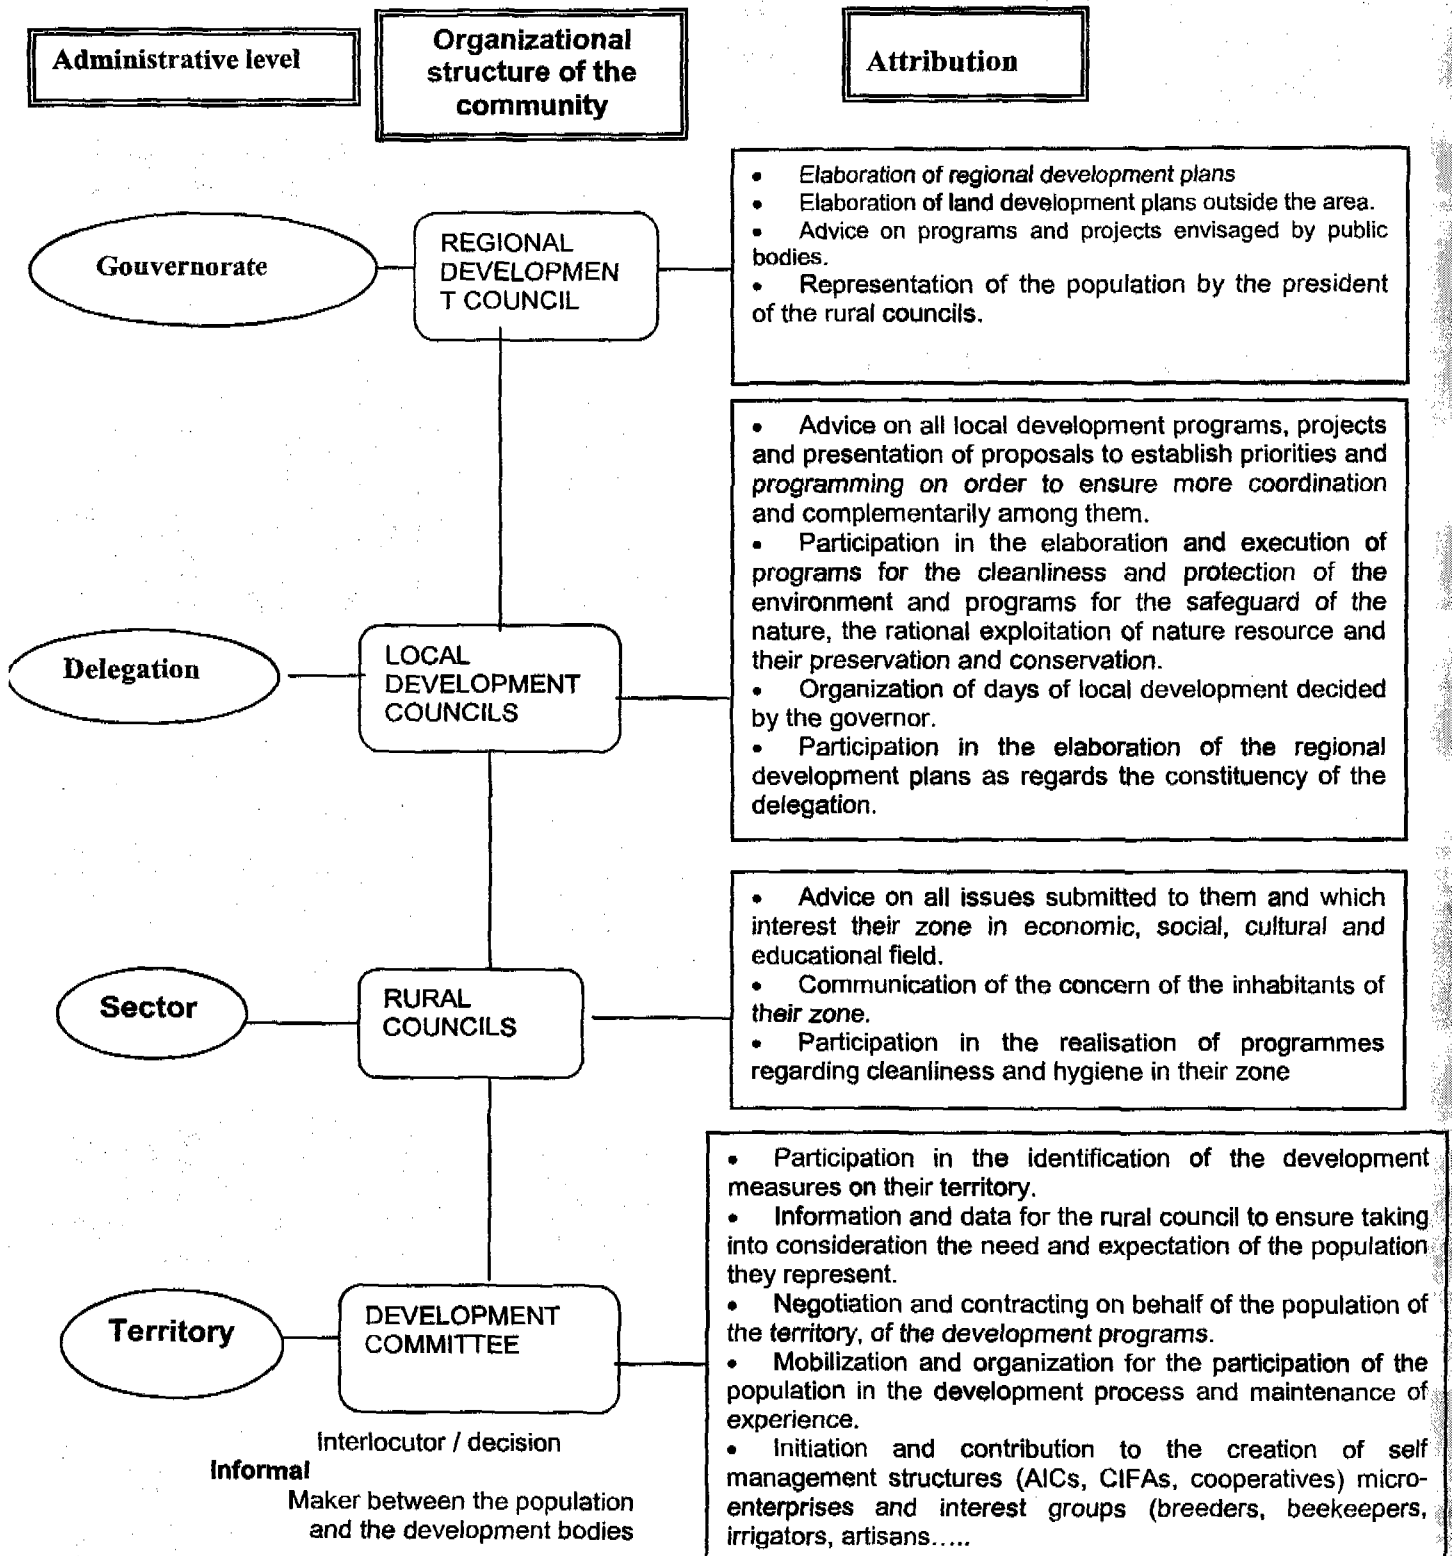 Administrative level
Organizational
structure of the
community
Attribution
Gouvernorate
REGIONAL
DEVELOPMEN
T COUNCIL
• Elaboration of regional development plans
• Elaboration of land development plans outside the area.
• Advice on programs and projects envisaged by public
bodies.
• Representation of the population by the president
of the rural councils.
Delegation
LOCAL
DEVELOPMENT
COUNCILS
• Advice on all local development programs, projects
and presentation of proposals to establish priorities and
programming on order to ensure more coordination
and complementarily among them.
• Participation in the elaboration and execution of
programs for the cleanliness and protection of the
environment and programs for the safeguard of the
nature, the rational exploitation of nature resource and
their preservation and conservation.
• Organization of days of local development decided
by the governor.
• Participation in the elaboration of the regional
development plans as regards the constituency of the
delegation.
Sector
RURAL
COUNCILS
• Advice on all issues submitted to them and which
interest their zone in economic, social, cultural and
educational field.
• Communication of the concern of the inhabitants of
their zone.
• Participation in the realisation of programmes
regarding cleanliness and hygiene in their zone
Territory
DEVELOPMENT
COMMITTEE
• Participation in the identification of the development
measures on their territory.
• Information and data for the rural council to ensure taking
into consideration the need and expectation of the population
they represent.
• Negotiation and contracting on behalf of the population of
the territory, of the development programs.
• Mobilization and organization for the participation of the
population in the development process and maintenance of
experience.
• Initiation and contribution to the creation of self
management structures (AICs, CIFAs, cooperatives) micro-
enterprises and interest groups (breeders, beekeepers,
irrigators, artisans.....
Interlocutor / decision
Informal
Maker between the population
and the development bodies